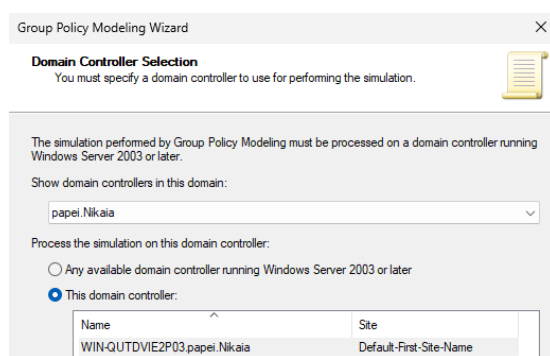 Group Policy Modeling Wizard
Domain Controller Selection
You must specify a domain controller to use for performing the simulation.
The simulation performed by Group Policy Modeling must be processed on a domain controller running
Windows Server 2003 or later.
Show domain controllers in this domain:
papei.Nikaia
Process the simulation on this domain controller:
Any available domain controller running Windows Server 2003 or later
This domain controller:
Name Site
WIN-QUTDVIE2P03.papei.Nikaia Default-First-Site-Name